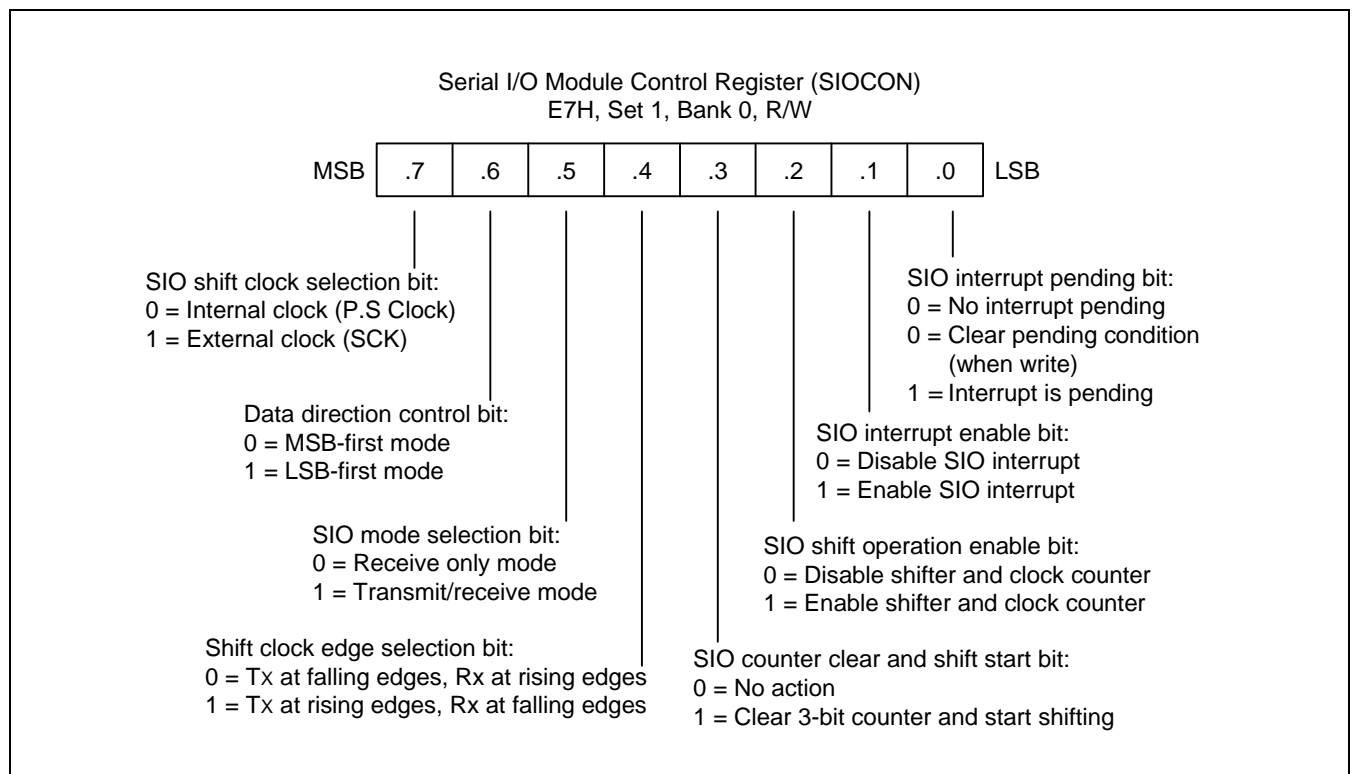 Serial I/O Module Control Register (SIOCON)
E7H, Set 1, Bank 0, R/W
MSB .7 .6 .5 .4 .3 .2 .1 .0 LSB
SIO shift clock selection bit:
0 = Internal clock (P.S Clock)
1 = External clock (SCK)
Data direction control bit:
0 = MSB-first mode
1 = LSB-first mode
SIO mode selection bit:
0 = Receive only mode
1 = Transmit/receive mode
Shift clock edge selection bit:
0 = Tx at falling edges, Rx at rising edges
1 = Tx at rising edges, Rx at falling edges
SIO interrupt pending bit:
0 = No interrupt pending
0 = Clear pending condition
(when write)
1 = Interrupt is pending
SIO interrupt enable bit:
0 = Disable SIO interrupt
1 = Enable SIO interrupt
SIO shift operation enable bit:
0 = Disable shifter and clock counter
1 = Enable shifter and clock counter
SIO counter clear and shift start bit:
0 = No action
1 = Clear 3-bit counter and start shifting